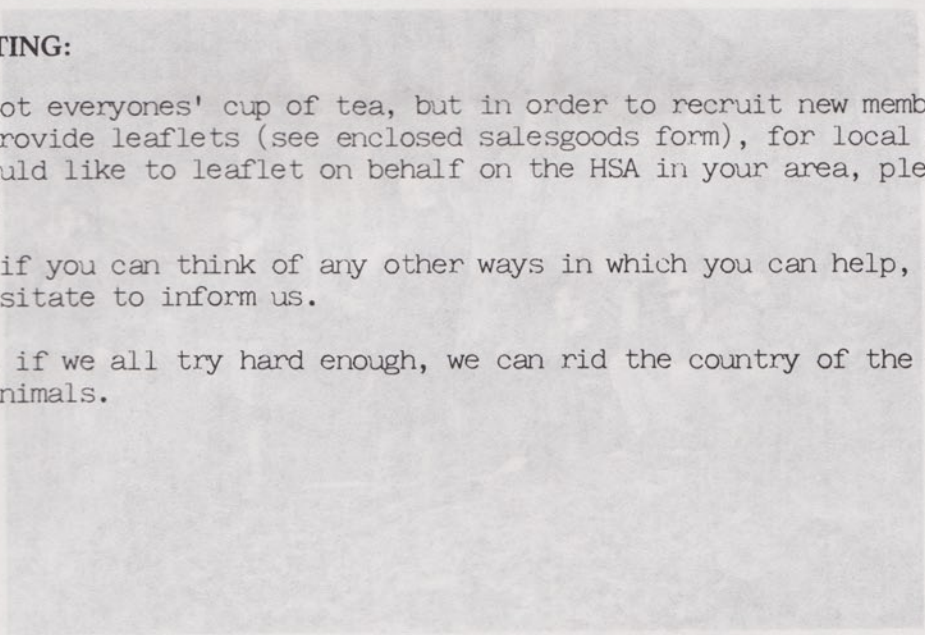 TING:
ot everyones' cup of tea, but in order to recruit new memb
rovide leaflets (see enclosed salesgoods form), for local
uld like to leaflet on behalf on the HSA in your area, ple
if you can think of any other ways in which you can help,
sitate to inform us.
if we all try hard enough, we can rid the country of the
nimals.